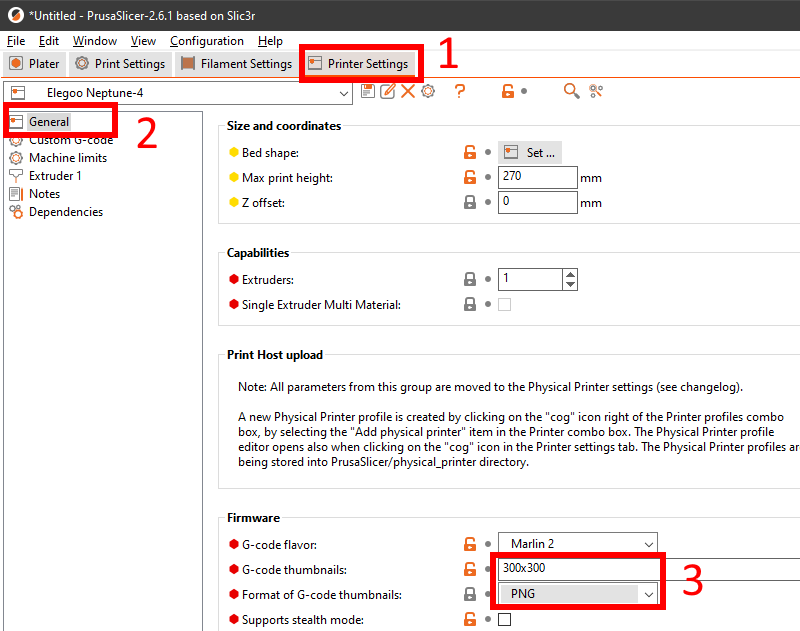 *Untitled - PrusaSlicer-2.6.1 based on Slic3r
File Edit Window View Configuration Help
Plater Print Settings Filament Settings Printer Settings 1
Elegoo Neptune-4 ?
General 2
Custom G-code
Machine limits
Extruder 1
Notes
Dependencies
Size and coordinates
Bed shape: Set ...
Max print height: 270 mm
Z offset: 0 mm
Capabilities
Extruders: 1
Single Extruder Multi Material:
Print Host upload
Note: All parameters from this group are moved to the Physical Printer settings (see changelog).
A new Physical Printer profile is created by clicking on the "cog" icon right of the Printer profiles combo
box, by selecting the "Add physical printer" item in the Printer combo box. The Physical Printer profile
editor opens also when clicking on the "cog" icon in the Printer settings tab. The Physical Printer profiles are
being stored into PrusaSlicer/physical_printer directory.
Firmware
G-code flavor: Marlin 2
G-code thumbnails: 300x300
Format of G-code thumbnails: PNG 3
Supports stealth mode: